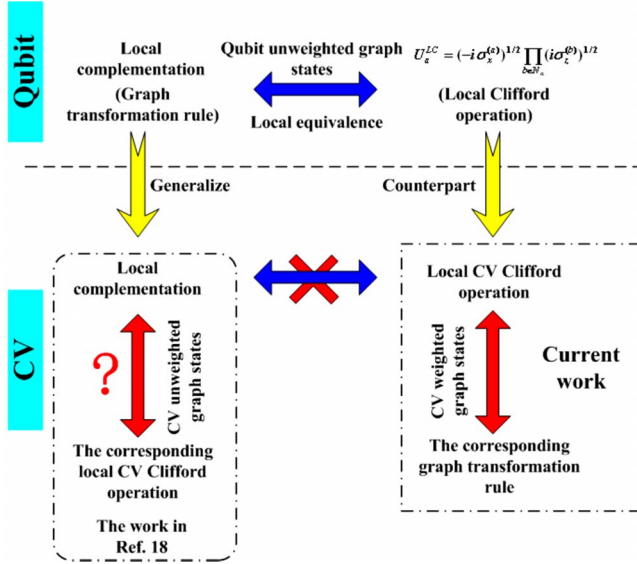 Qubit
Local
complementation
(Graph
transformation rule)
Qubit unweighted graph
states
Local equivalence
U_a^{LC} = (-iσ_x^{(a)})^{1/2} ∏_{b∈N_a} (iσ_z^{(b)})^{1/2}
(Local Clifford
operation)
Generalize
Counterpart
CV
Local
complementation
?
CV unweighted
graph states
The corresponding
local CV Clifford
operation
The work in
Ref. 18
Local CV Clifford
operation
CV weighted
graph states
Current
work
The corresponding
graph transformation
rule